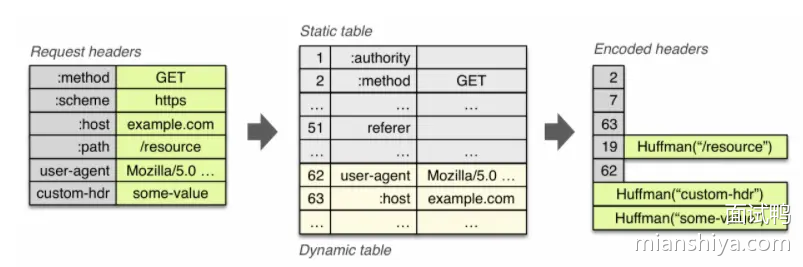 Request headers
:method GET
:scheme https
:host example.com
:path /resource
user-agent Mozilla/5.0 ...
custom-hdr some-value
Static table
1 :authority
2 :method GET
... ... ...
51 referer
... ... ...
62 user-agent Mozilla/5.0 ...
63 :host example.com
... ... ...
Dynamic table
Encoded headers
2
7
63
19 Huffman("/resource")
62
Huffman("custom-hdr")
Huffman("some-value")
面试鸭
mianshiya.com